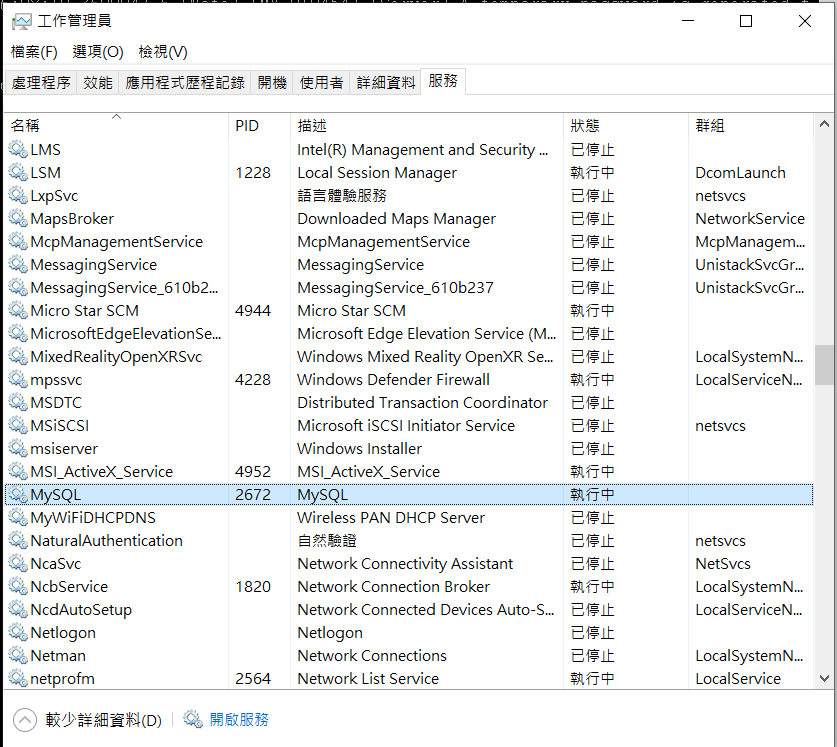 工作管理員
檔案(F) 選項(O) 檢視(V)
處理程序 效能 應用程式歷程記錄 開機 使用者 詳細資料 服務
名稱 PID 描述 狀態 群組
LMS Intel(R) Management and Security ... 已停止
LSM 1228 Local Session Manager 執行中 DcomLaunch
LxpSvc 語言體驗服務 已停止 netsvcs
MapsBroker Downloaded Maps Manager 已停止 NetworkService
McpManagementService McpManagementService 已停止 McpManagem...
MessagingService MessagingService 已停止 UnistackSvcGr...
MessagingService_610b2... MessagingService_610b237 已停止 UnistackSvcGr...
Micro Star SCM 4944 Micro Star SCM 執行中
MicrosoftEdgeElevationSe... Microsoft Edge Elevation Service (M... 已停止
MixedRealityOpenXRSvc Windows Mixed Reality OpenXR Se... 已停止 LocalSystemN...
mpssvc 4228 Windows Defender Firewall 執行中 LocalServiceN...
MSDTC Distributed Transaction Coordinator 已停止
MSiSCSI Microsoft iSCSI Initiator Service 已停止 netsvcs
msiserver Windows Installer 已停止
MSI_ActiveX_Service 4952 MSI_ActiveX_Service 執行中
MySQL 2672 MySQL 執行中
MyWiFiDHCPDNS Wireless PAN DHCP Server 已停止
NaturalAuthentication 自然驗證 已停止 netsvcs
NcaSvc Network Connectivity Assistant 已停止 NetSvcs
NcbService 1820 Network Connection Broker 執行中 LocalSystemN...
NcdAutoSetup Network Connected Devices Auto-S... 已停止 LocalServiceN...
Netlogon Netlogon 已停止
Netman Network Connections 已停止 LocalSystemN...
netprofm 2564 Network List Service 執行中 LocalService
較少詳細資料(D) 開啟服務